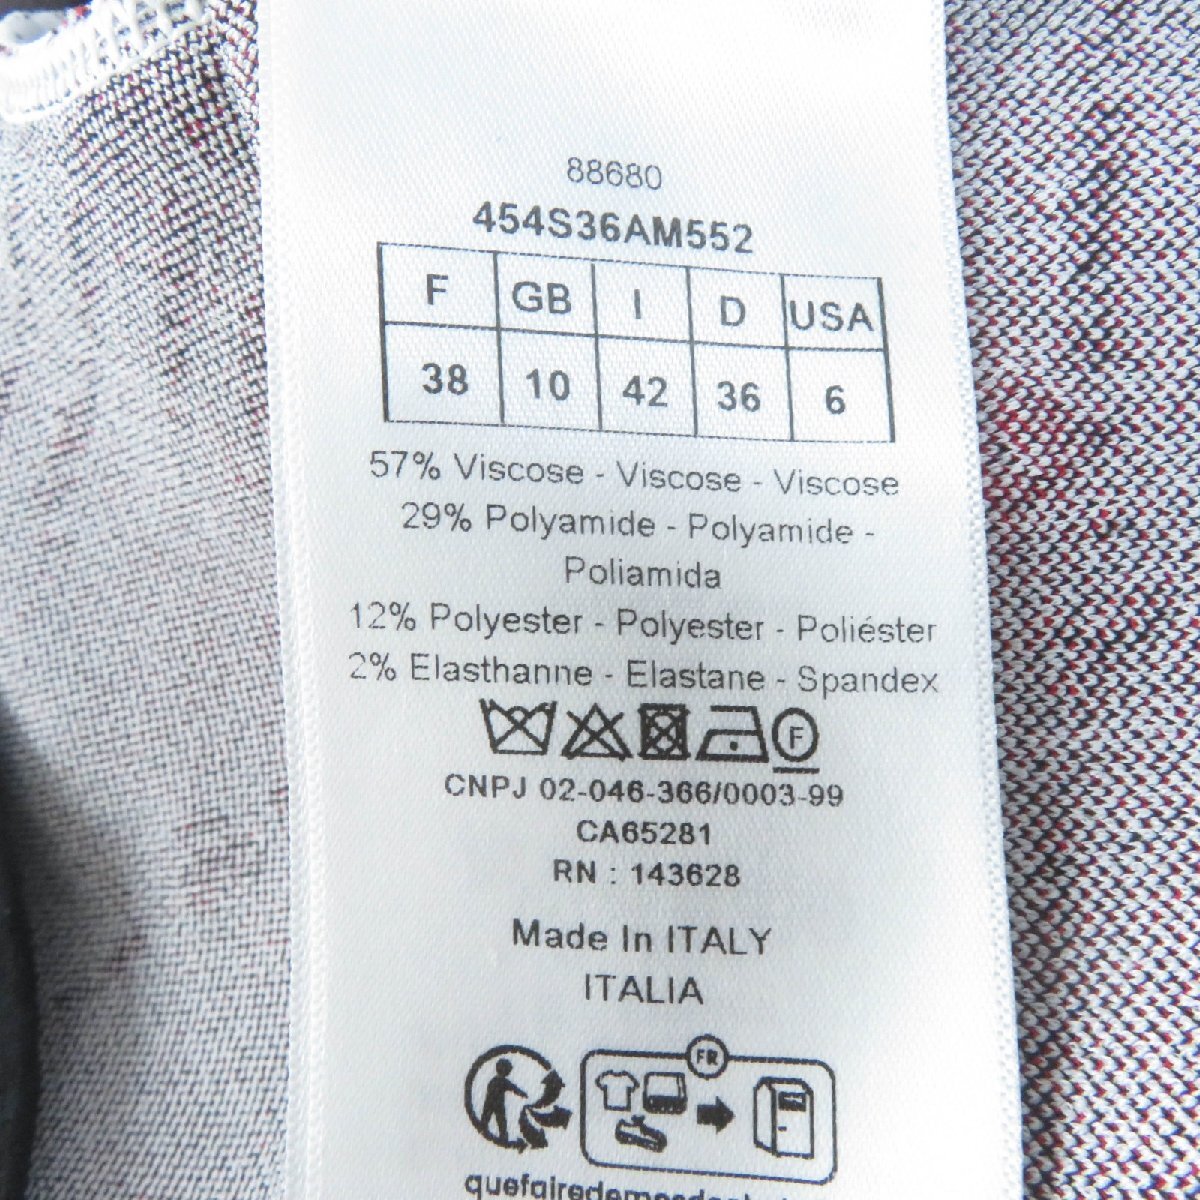 88680
454S36AM552
F GB I D USA
38 10 42 36 6
57% Viscose - Viscose - Viscose
29% Polyamide - Polyamide -
Poliamida
12% Polyester - Polyester - Poliéster
2% Elasthanne - Elastane - Spandex
F
CNPJ 02-046-366/0003-99
CA65281
RN : 143628
Made In ITALY
ITALIA
FR